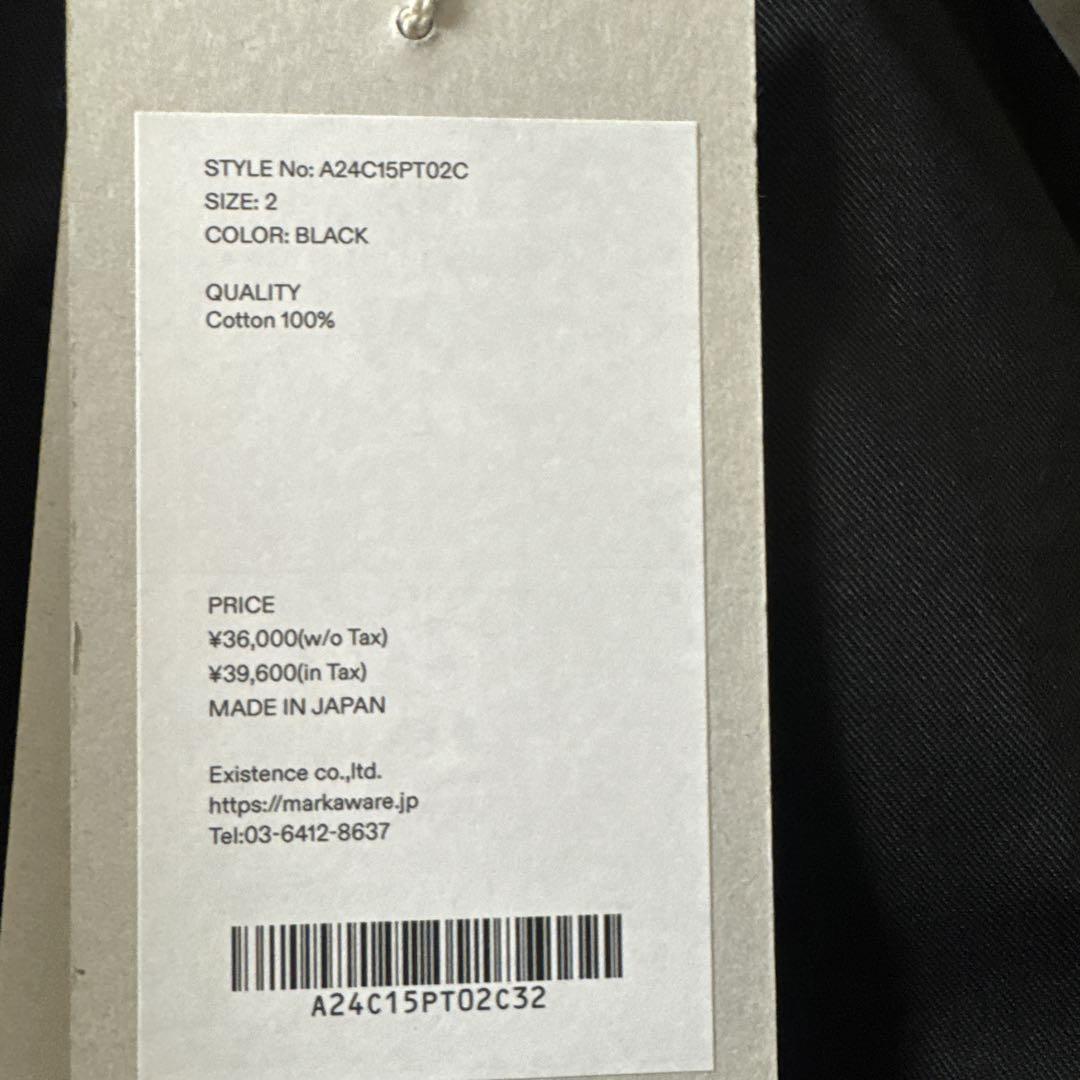 STYLE No: A24C15PT02C
SIZE: 2
COLOR: BLACK
QUALITY
Cotton 100%
PRICE
¥36,000(w/o Tax)
¥39,600(in Tax)
MADE IN JAPAN
Existence co.,ltd.
https://markaware.jp
Tel:03-6412-8637
A24C15PT02C32